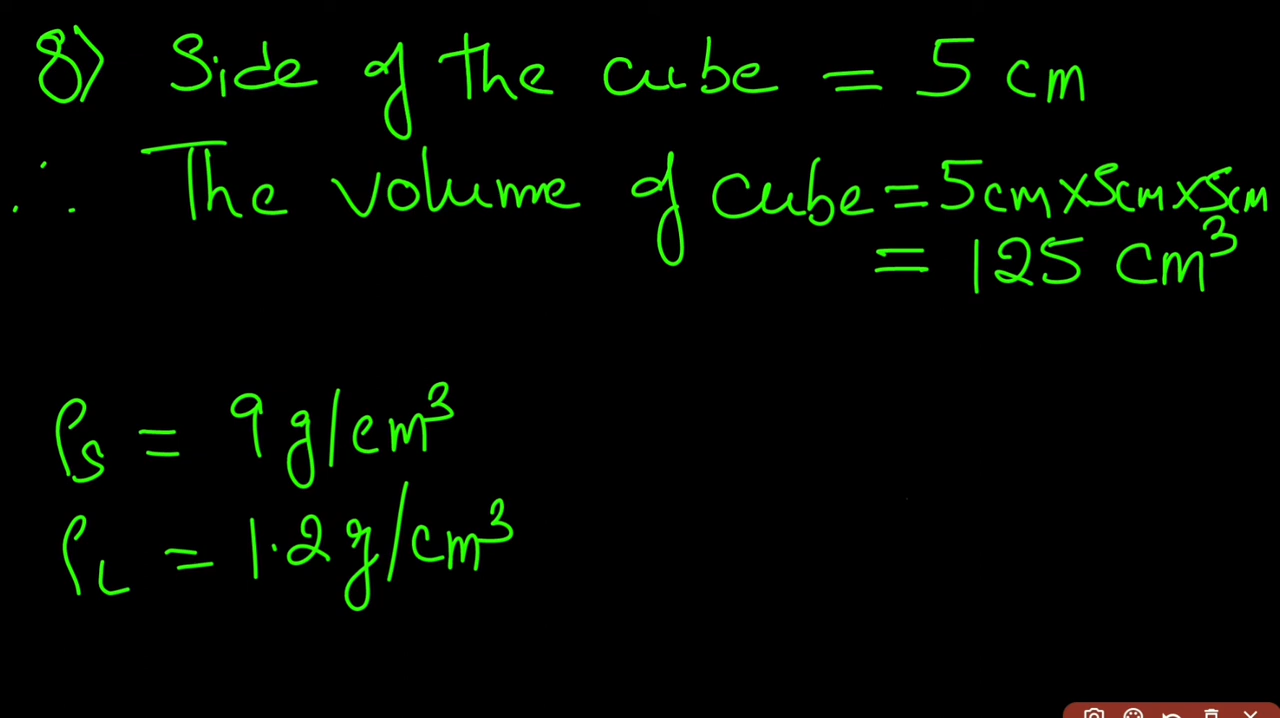 8) Side of the cube = 5 cm
∴ The volume of cube = 5cm×5cm×5cm
= 125 cm³
ρs = 9 g/cm³
ρL = 1.2 g/cm³